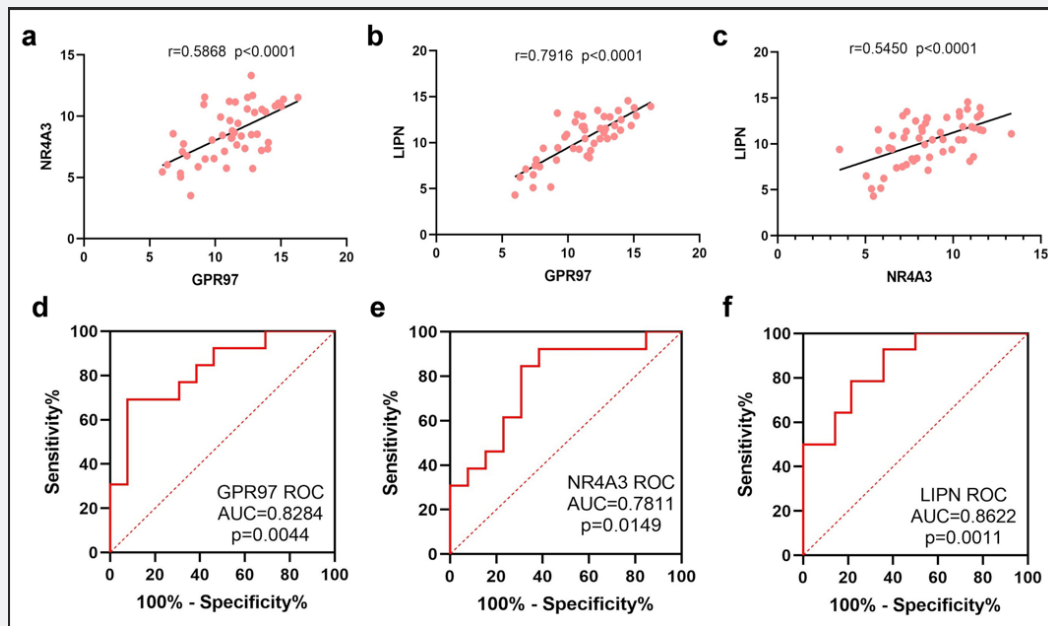 a
r=0.5868 p<0.0001
15
10
5
0
NR4A3
0
5
10
15
20
GPR97
b
r=0.7916 p<0.0001
20
15
10
5
0
LIPN
0
5
10
15
20
GPR97
c
r=0.5450 p<0.0001
20
15
10
5
0
LIPN
0
5
10
15
NR4A3
d
100
80
60
40
20
0
Sensitivity%
GPR97 ROC
AUC=0.8284
p=0.0044
0
20
40
60
80
100
100% - Specificity%
e
100
80
60
40
20
0
Sensitivity%
NR4A3 ROC
AUC=0.7811
p=0.0149
0
20
40
60
80
100
100% - Specificity%
f
100
80
60
40
20
0
Sensitivity%
LIPN ROC
AUC=0.8622
p=0.0011
0
20
40
60
80
100
100% - Specificity%